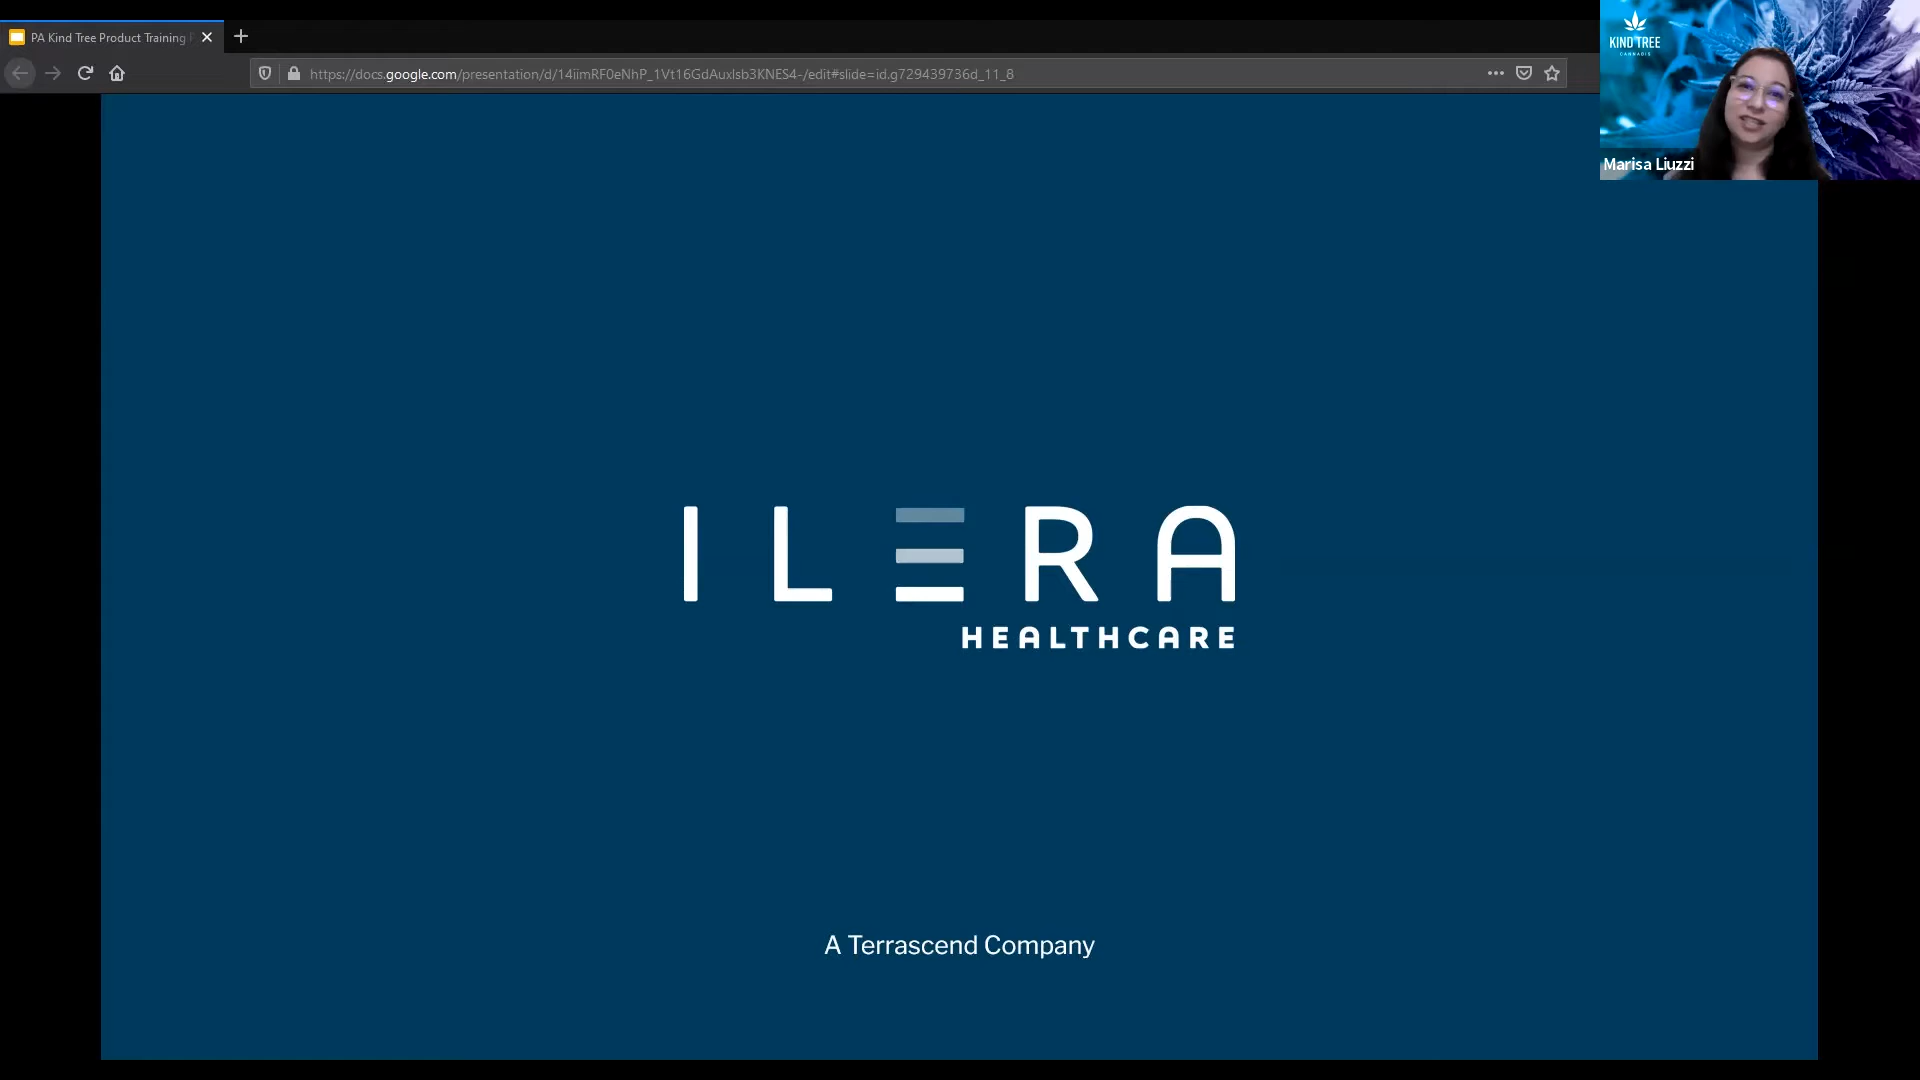 PA Kind Tree Product Training
https://docs.google.com/presentation/d/14iimRF0eNhP_1Vt16GdAuxlsb3KNES4-/edit#slide=id.g729439736d_11_8
KIND TREE
CANNABIS
Marisa Liuzzi
ILERA
HEALTHCARE
A Terrascend Company